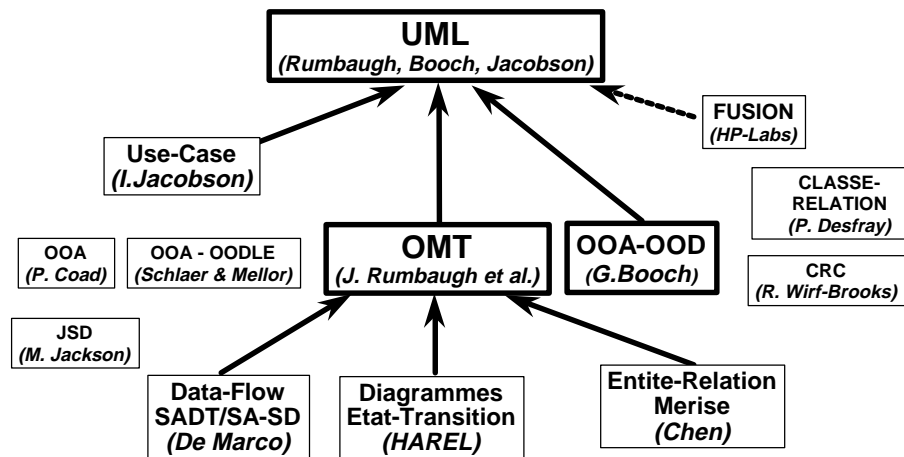 UML
(Rumbaugh, Booch, Jacobson)
FUSION
(HP-Labs)
Use-Case
(I.Jacobson)
CLASSE-
RELATION
(P. Desfray)
OOA
(P. Coad)
OOA - OODLE
(Schlaer & Mellor)
OMT
(J. Rumbaugh et al.)
OOA-OOD
(G.Booch)
CRC
(R. Wirf-Brooks)
JSD
(M. Jackson)
Data-Flow
SADT/SA-SD
(De Marco)
Diagrammes
Etat-Transition
(HAREL)
Entite-Relation
Merise
(Chen)